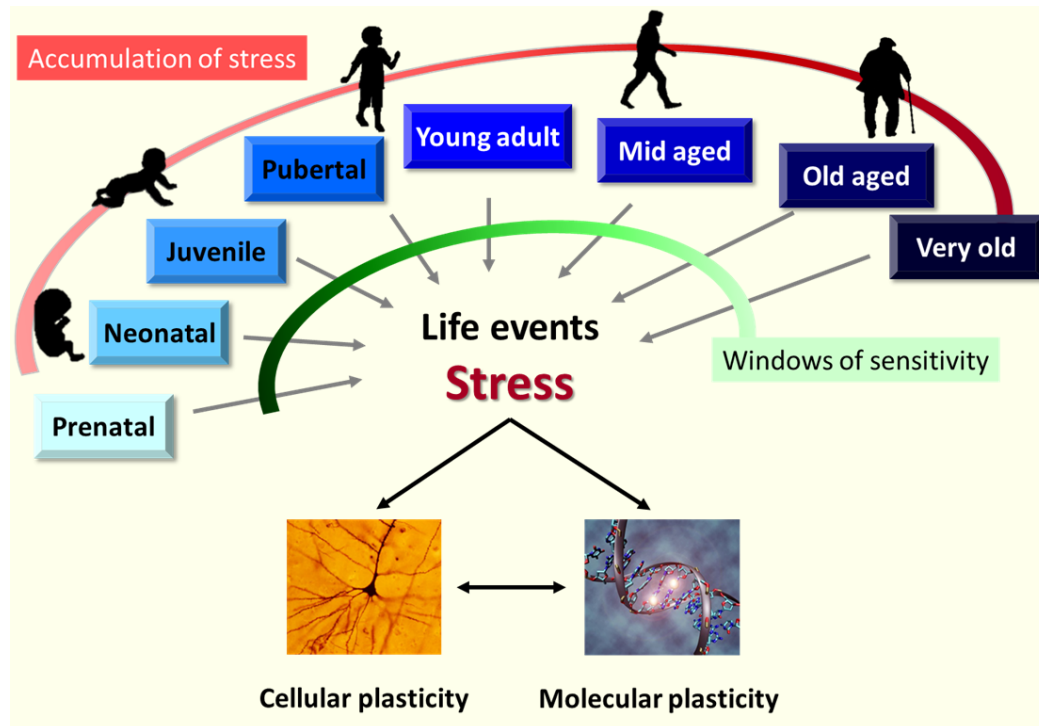 Accumulation of stress
Prenatal
Neonatal
Juvenile
Pubertal
Young adult
Mid aged
Old aged
Very old
Life events
Stress
Windows of sensitivity
Cellular plasticity
Molecular plasticity